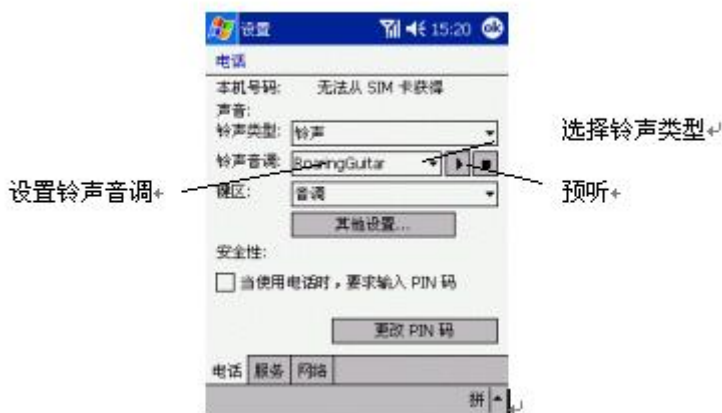 设置 15:20 ok
电话
本机号码: 无法从 SIM 卡获得
声音:
铃声类型: 铃声
选择铃声类型
铃声音调: RoaringGuitar
设置铃声音调
预听
键区: 音调
其他设置...
安全性:
当使用电话时，要求输入 PIN 码
更改 PIN 码
电话 服务 网络
拼